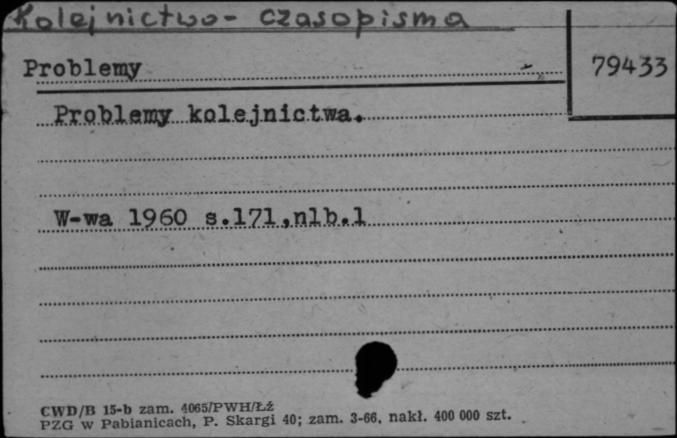 Kolejnictwo - czasopisma
Problemy
79433
Problemy kolejnictwa.
W-wa 1960 s.171,nlb.1
CWD/B 15-b zam. 4065/PWH/Łź
PZG w Pabianicach, P. Skargi 40; zam. 3-66, nakł. 400 000 szt.